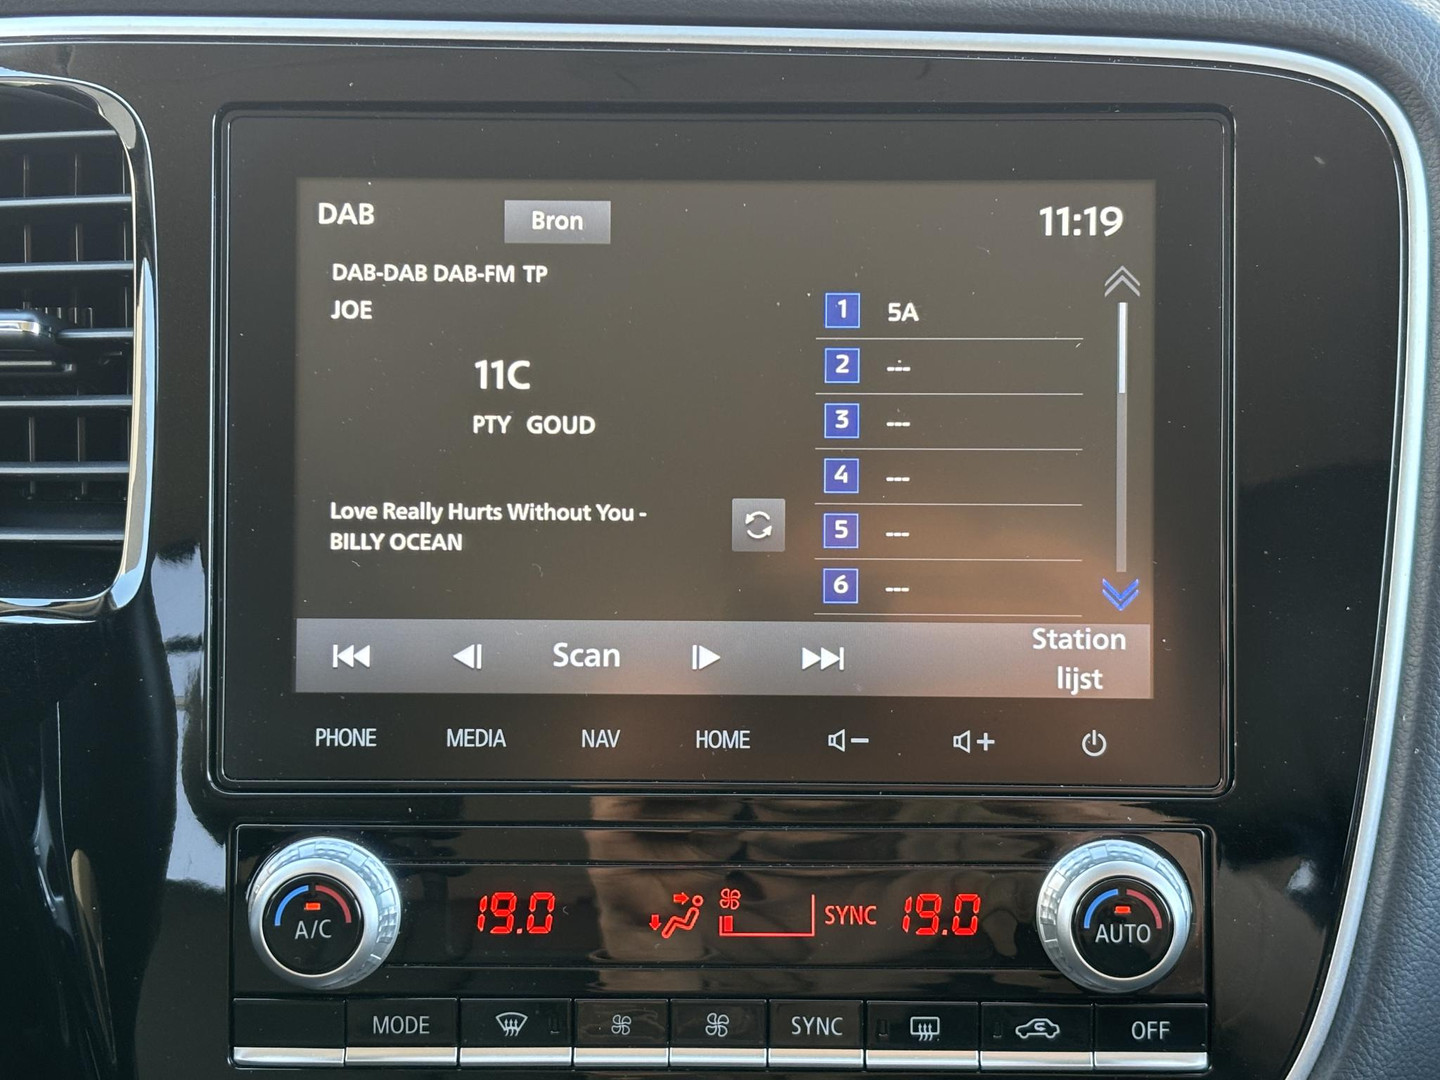 DAB
Bron
11:19
DAB-DAB DAB-FM TP
JOE
11C
PTY GOUD
Love Really Hurts Without You -
BILLY OCEAN
1 5A
2 ---
3 ---
4 ---
5 ---
6 ---
Scan
Station
lijst
PHONE MEDIA NAV HOME
A/C
19.0
SYNC
19.0
AUTO
MODE
SYNC
OFF